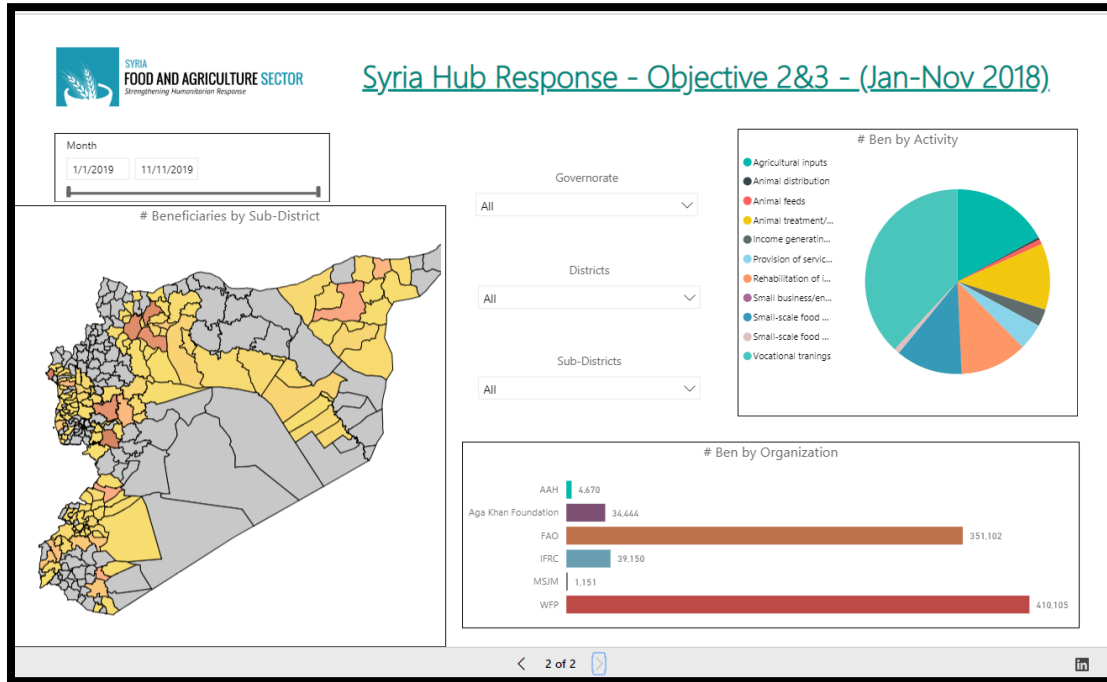 SYRIA
FOOD AND AGRICULTURE SECTOR
Strengthening Humanitarian Response
Syria Hub Response - Objective 2&3 - (Jan-Nov 2018)
Month
1/1/2019 11/11/2019
# Beneficiaries by Sub-District
Governorate
All
Districts
All
Sub-Districts
All
# Ben by Activity
Agricultural inputs
Animal distribution
Animal feeds
Animal treatment/...
Income generatin...
Provision of servic...
Rehabilitation of i...
Small business/en...
Small-scale food ...
Small-scale food ...
Vocational tranings
# Ben by Organization
AAH 4,670
Aga Khan Foundation 34,444
FAO 351,102
IFRC 39,150
MSJM 1,151
WFP 410,105
2 of 2
in